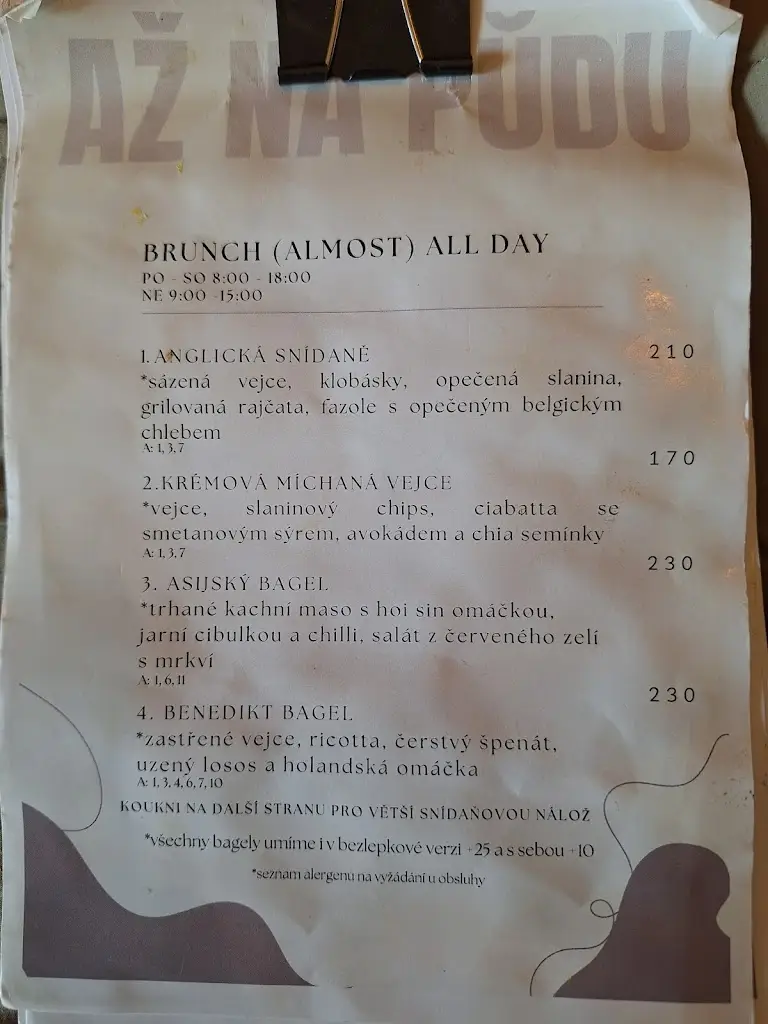 AŽ NA PŮDU
BRUNCH (ALMOST) ALL DAY
PO - SO 8:00 - 18:00
NE 9:00 -15:00
1.ANGLICKÁ SNÍDANĚ
210
*sázená vejce, klobásky, opečená slanina,
grilovaná rajčata, fazole s opečeným belgickým
chlebem
A: 1, 3, 7
170
2.KRÉMOVÁ MÍCHANÁ VEJCE
*vejce, slaninový chips, ciabatta se
smetanovým sýrem, avokádem a chia semínky
A: 1, 3, 7
230
3. ASIJSKÝ BAGEL
*trhané kachní maso s hoi sin omáčkou,
jarní cibulkou a chilli, salát z červeného zelí
s mrkví
A: 1, 6, 11
230
4. BENEDIKT BAGEL
*zastřené vejce, ricotta, čerstvý špenát,
uzený losos a holandská omáčka
A: 1, 3, 4, 6, 7, 10
KOUKNI NA DALŠÍ STRANU PRO VĚTŠÍ SNÍDAŇOVOU NÁLOŽ
*všechny bagely umíme i v bezlepkové verzi +25 a s sebou +10
*seznam alergenu na vyžádání u obsluhy